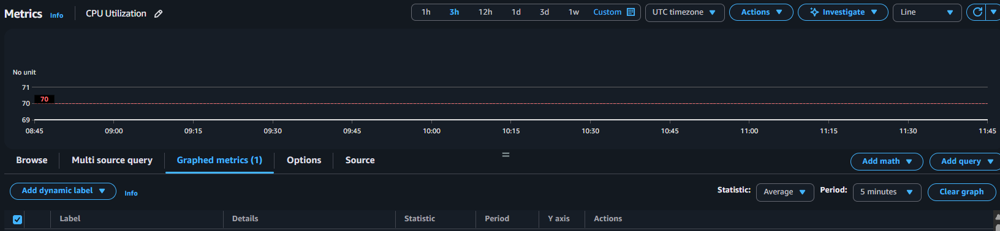 Metrics Info CPU Utilization 1h 3h 12h 1d 3d 1w Custom UTC timezone Actions Investigate Line
No unit
71
70
70
69
08:45 09:00 09:15 09:30 09:45 10:00 10:15 10:30 10:45 11:00 11:15 11:30 11:45
Browse Multi source query Graphed metrics (1) Options Source Add math Add query
Add dynamic label Info Statistic: Average Period: 5 minutes Clear graph
Label Details Statistic Period Y axis Actions